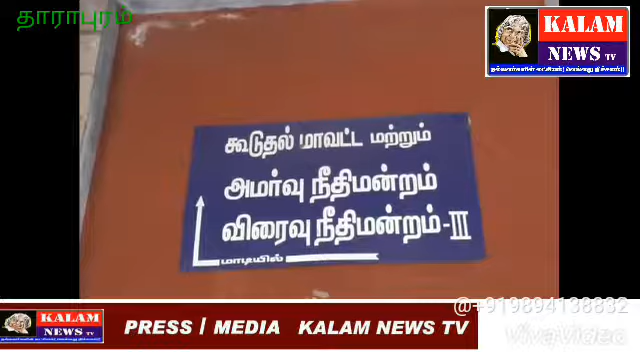 தாராபுரம்
KALAM
NEWS TV
கூடுதல் மாவட்ட மற்றும்
அமர்வு நீதிமன்றம்
விரைவு நீதிமன்றம்-III
மாடியில்
@+919894138832
KALAM
NEWS TV
PRESS / MEDIA KALAM NEWS TV
VivaVideo